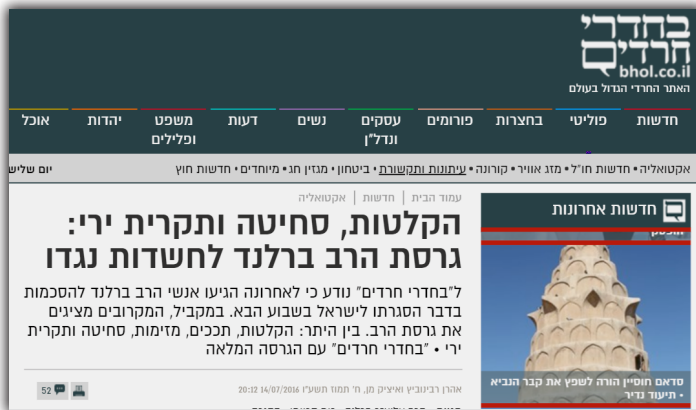 בחדרי
חרדים
bhol.co.il
האתר החרדי הגדול בעולם
חדשות
פוליטי
בחצרות
פורומים
עסקים ונדל"ן
נשים
דעות
משפט ופלילים
יהדות
אוכל
אקטואליה • חדשות חו"ל • מזג אוויר • קורונה • עיתונות ותקשורת • ביטחון • מגזין חג • מיוחדים • חדשות חוץ
יום שליש
חדשות אחרונות
סדאם חוסיין הורה לשפץ את קבר הנביא
• תיעוד נדיר
עמוד הבית | חדשות | אקטואליה
הקלטות, סחיטה ותקרית ירי:
גרסת הרב ברלנד לחשדות נגדו
ל"בחדרי חרדים" נודע כי לאחרונה הגיעו אנשי הרב ברלנד להסכמות
בדבר הסגרתו לישראל בשבוע הבא. במקביל, המקורבים מציגים
את גרסת הרב. בין היתר: הקלטות, תככים, מזימות, סחיטה ותקרית
ירי • "בחדרי חרדים" עם הגרסה המלאה
אהרן רבינוביץ ואיציק מן, ח' תמוז תשע"ו 14/07/2016 20:12
52